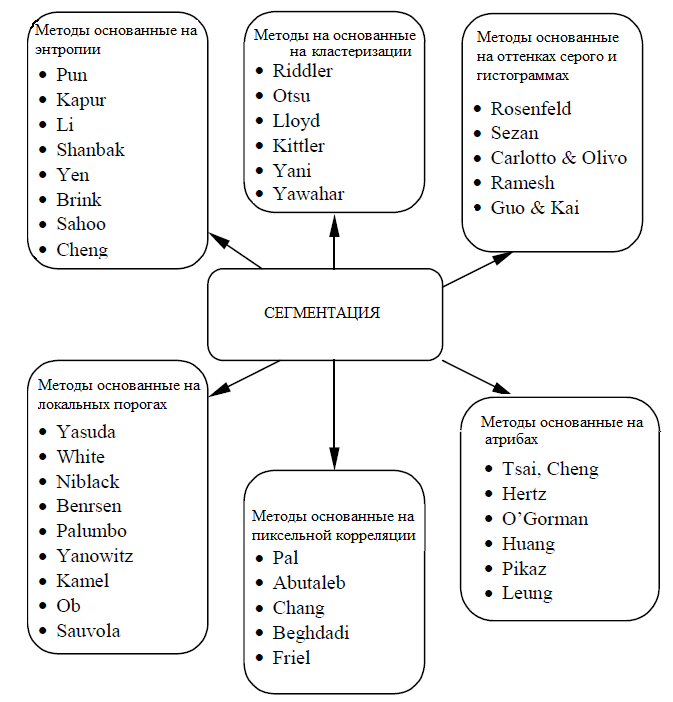 Методы основанные на
энтропии
• Pun
• Kapur
• Li
• Shanbak
• Yen
• Brink
• Sahoo
• Cheng
Методы на основанные
на кластеризации
• Riddler
• Otsu
• Lloyd
• Kittler
• Yani
• Yawahar
Методы основанные
на оттенках серого и
гистограммах
• Rosenfeld
• Sezan
• Carlotto & Olivo
• Ramesh
• Guo & Kai
СЕГМЕНТАЦИЯ
Методы основанные на
локальных порогах
• Yasuda
• White
• Niblack
• Benrsen
• Palumbo
• Yanowitz
• Kamel
• Ob
• Sauvola
Методы основанные на
пиксельной корреляции
• Pal
• Abutaleb
• Chang
• Beghdadi
• Friel
Методы основанные на
атрибах
• Tsai, Cheng
• Hertz
• O’Gorman
• Huang
• Pikaz
• Leung